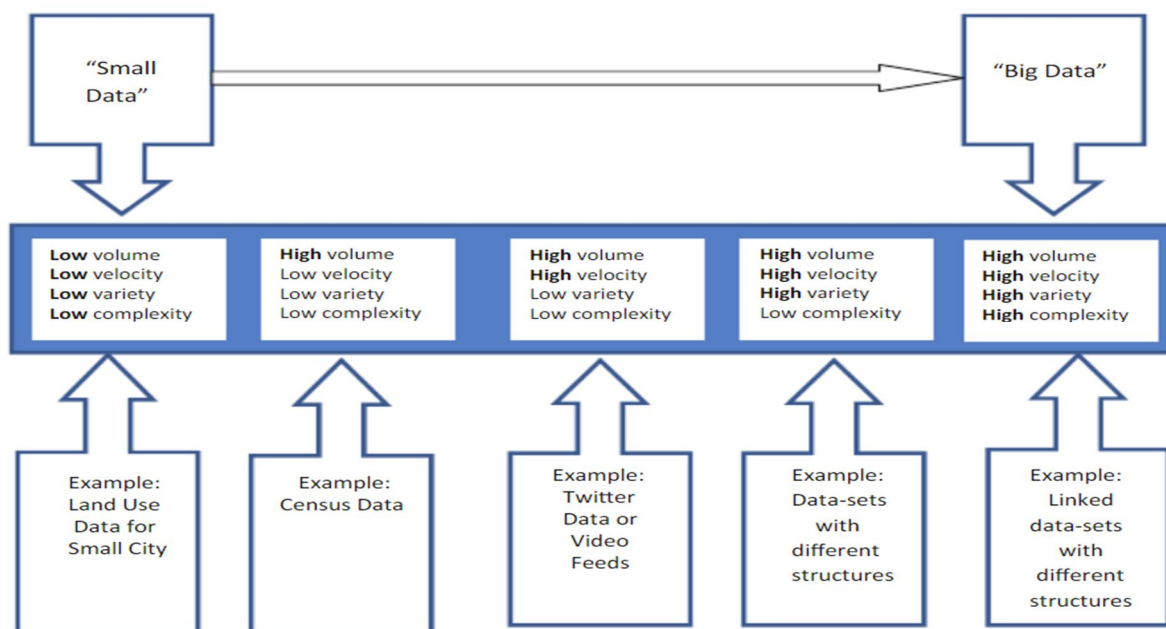 “Small
Data”
“Big Data”
Low volume
Low velocity
Low variety
Low complexity
High volume
Low velocity
Low variety
Low complexity
High volume
High velocity
Low variety
Low complexity
High volume
High velocity
High variety
Low complexity
High volume
High velocity
High variety
High complexity
Example:
Land Use
Data for
Small City
Example:
Census Data
Example:
Twitter
Data or
Video
Feeds
Example:
Data-sets
with
different
structures
Example:
Linked
data-sets
with
different
structures